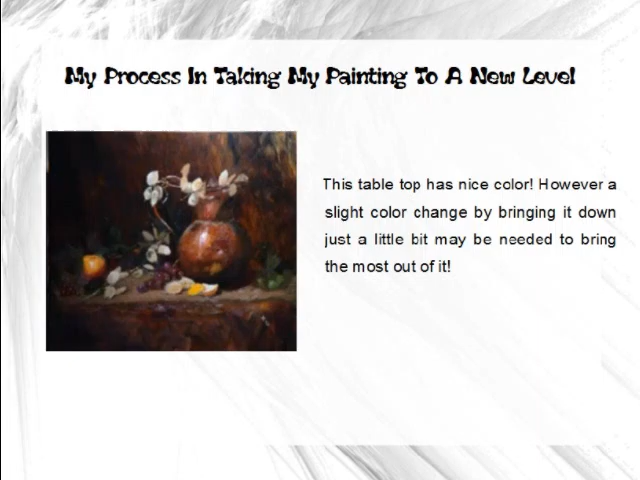 My Process In Taking My Painting To A New Level
This table top has nice color! However a
slight color change by bringing it down
just a little bit may be needed to bring
the most out of it!